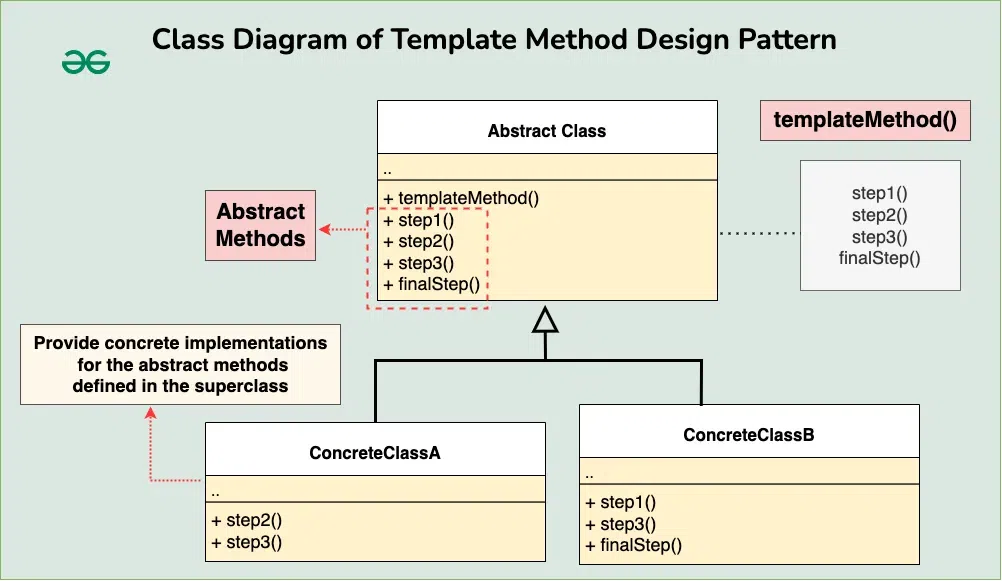 Class Diagram of Template Method Design Pattern
Abstract Class
..
+ templateMethod()
+ step1()
+ step2()
+ step3()
+ finalStep()
templateMethod()
step1()
step2()
step3()
finalStep()
Abstract
Methods
Provide concrete implementations
for the abstract methods
defined in the superclass
ConcreteClassA
..
+ step2()
+ step3()
ConcreteClassB
..
+ step1()
+ step3()
+ finalStep()